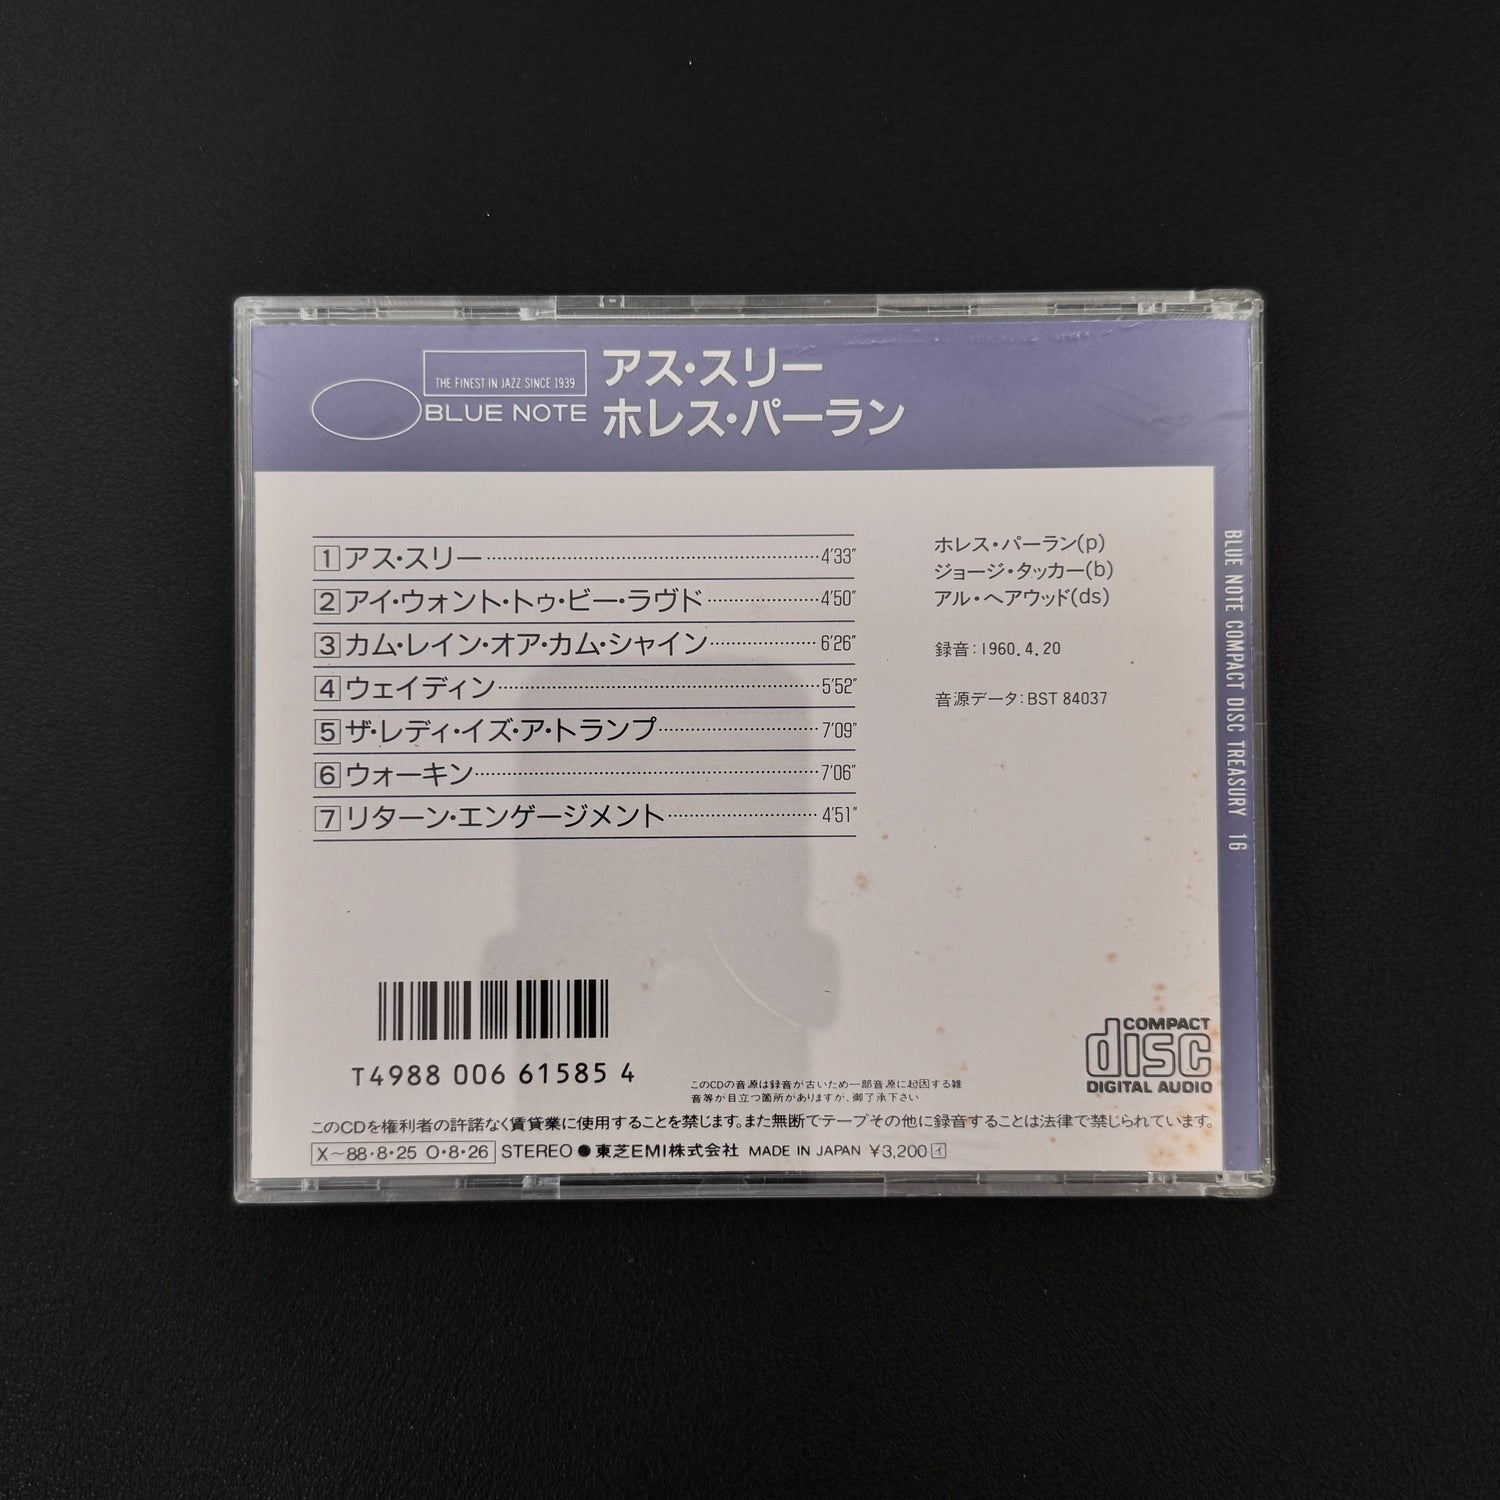 THE FINEST IN JAZZ SINCE 1939
BLUE NOTE
アス・スリー
ホレス・パーラン
1 アス・スリー 4'33"
2 アイ・ウォント・トゥ・ビー・ラヴド 4'50"
3 カム・レイン・オア・カム・シャイン 6'26"
4 ウェイディン 5'52"
5 ザ・レディ・イズ・ア・トランプ 7'09"
6 ウォーキン 7'06"
7 リターン・エンゲージメント 4'51"
ホレス・パーラン(p)
ジョージ・タッカー(b)
アル・ヘアウッド(ds)
録音:1960.4.20
音源データ:BST 84037
BLUE NOTE COMPACT DISC TREASURY 16
T4988 006 61585 4
このCDの音源は録音が古いため一部音源に起因する雑
音等が目立つ箇所がありますが、御了承下さい
COMPACT
disc
DIGITAL AUDIO
このCDを権利者の許諾なく賃貸業に使用することを禁じます。また無断でテープその他に録音することは法律で禁じられています。
X〜88・8・25 O・8・26 STEREO ● 東芝EMI株式会社 MADE IN JAPAN ¥3,200 イ